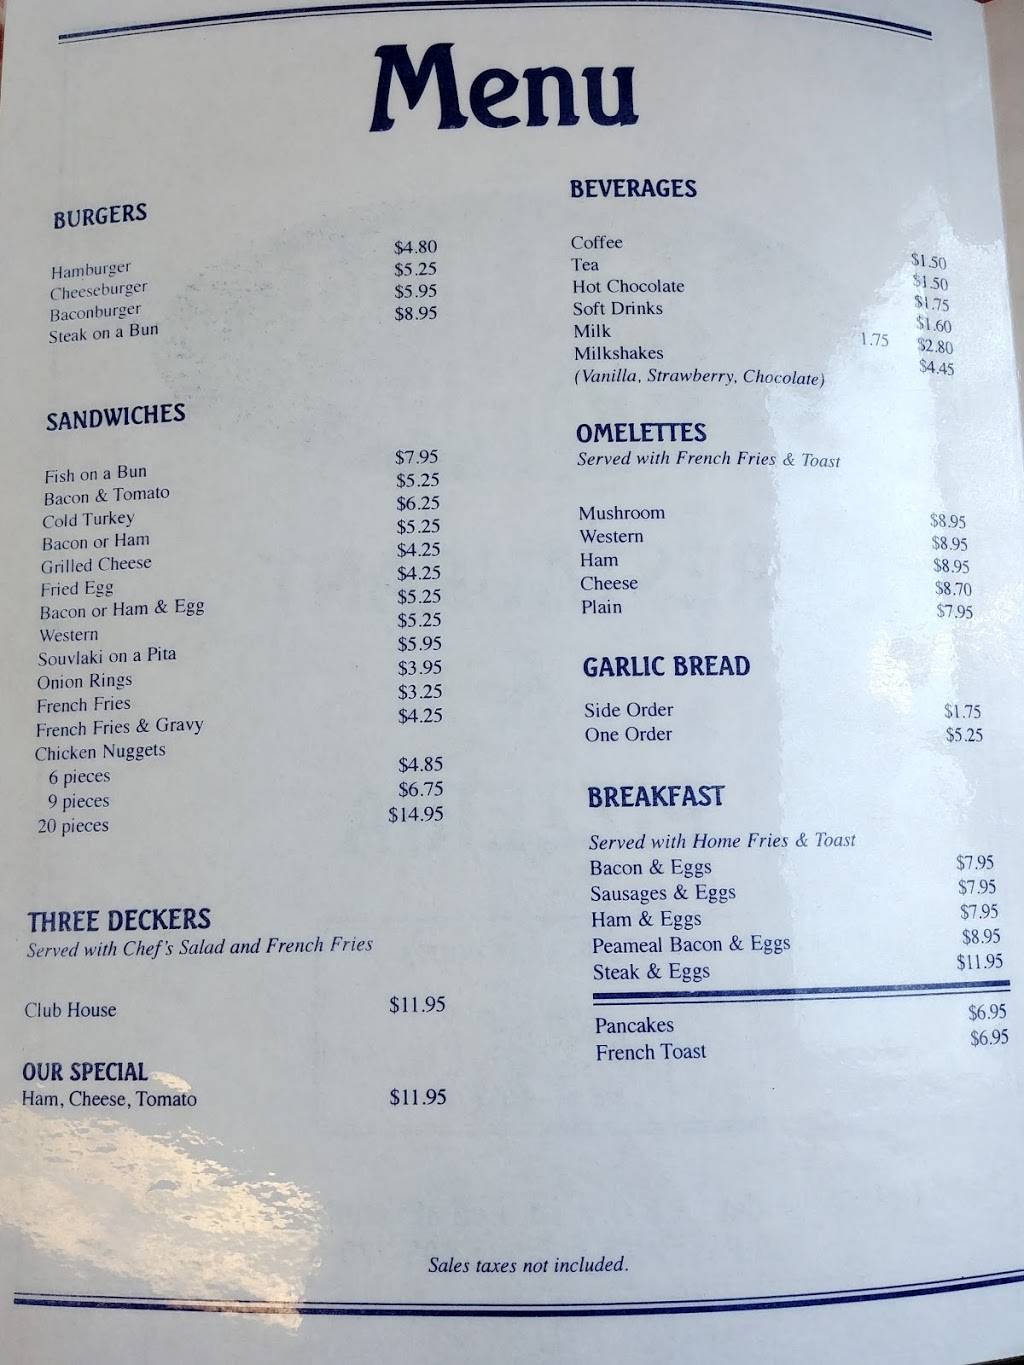 Menu
BURGERS
Hamburger $4.80
Cheeseburger $5.25
Baconburger $5.95
Steak on a Bun $8.95
SANDWICHES
Fish on a Bun $7.95
Bacon & Tomato $5.25
Cold Turkey $6.25
Bacon or Ham $5.25
Grilled Cheese $4.25
Fried Egg $4.25
Bacon or Ham & Egg $5.25
Western $5.25
Souvlaki on a Pita $5.95
Onion Rings $3.95
French Fries $3.25
French Fries & Gravy $4.25
Chicken Nuggets
6 pieces $4.85
9 pieces $6.75
20 pieces $14.95
THREE DECKERS
Served with Chef's Salad and French Fries
Club House $11.95
OUR SPECIAL
Ham, Cheese, Tomato $11.95
BEVERAGES
Coffee $1.50
Tea $1.50
Hot Chocolate $1.75
Soft Drinks $1.60
Milk 1.75 $2.80
Milkshakes $4.45
(Vanilla, Strawberry, Chocolate)
OMELETTES
Served with French Fries & Toast
Mushroom $8.95
Western $8.95
Ham $8.95
Cheese $8.70
Plain $7.95
GARLIC BREAD
Side Order $1.75
One Order $5.25
BREAKFAST
Served with Home Fries & Toast
Bacon & Eggs $7.95
Sausages & Eggs $7.95
Ham & Eggs $7.95
Peameal Bacon & Eggs $8.95
Steak & Eggs $11.95
Pancakes $6.95
French Toast $6.95
Sales taxes not included.